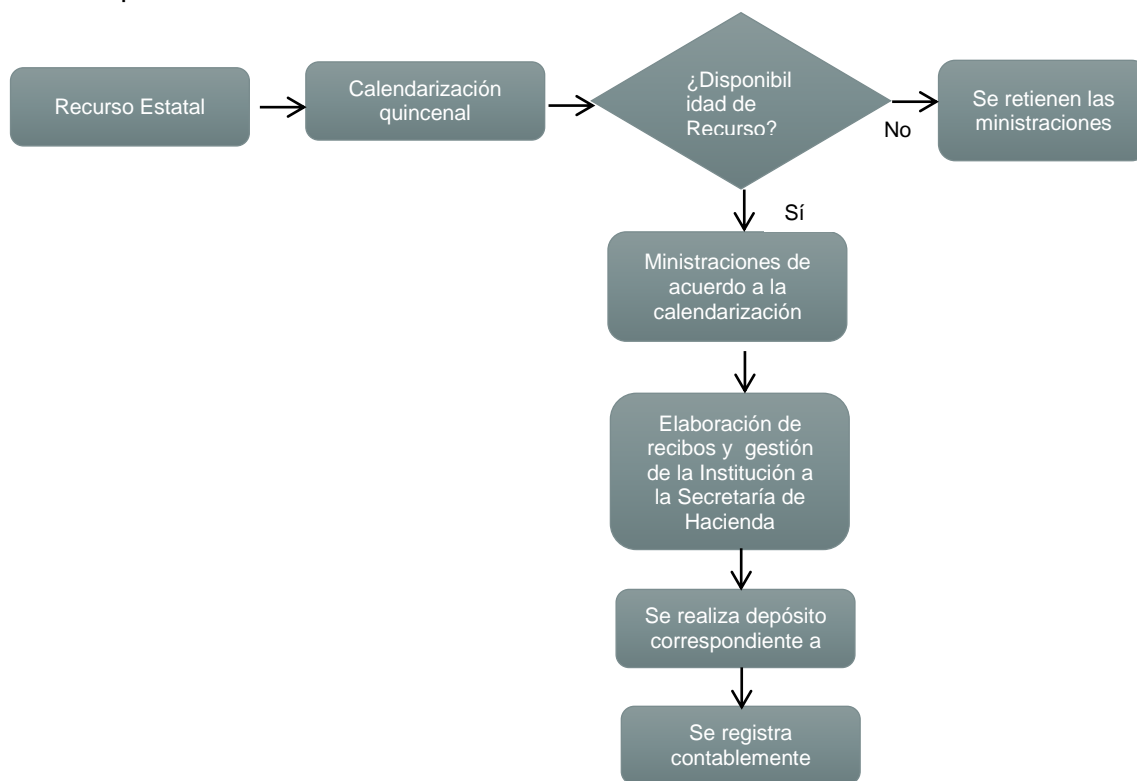 Recurso Estatal
Calendarización
quincenal
¿Disponibil
idad de
Recurso?
No
Se retienen las
ministraciones
Sí
Ministraciones de
acuerdo a la
calendarización
Elaboración de
recibos y gestión
de la Institución a
la Secretaría de
Hacienda
Se realiza depósito
correspondiente a
Se registra
contablemente